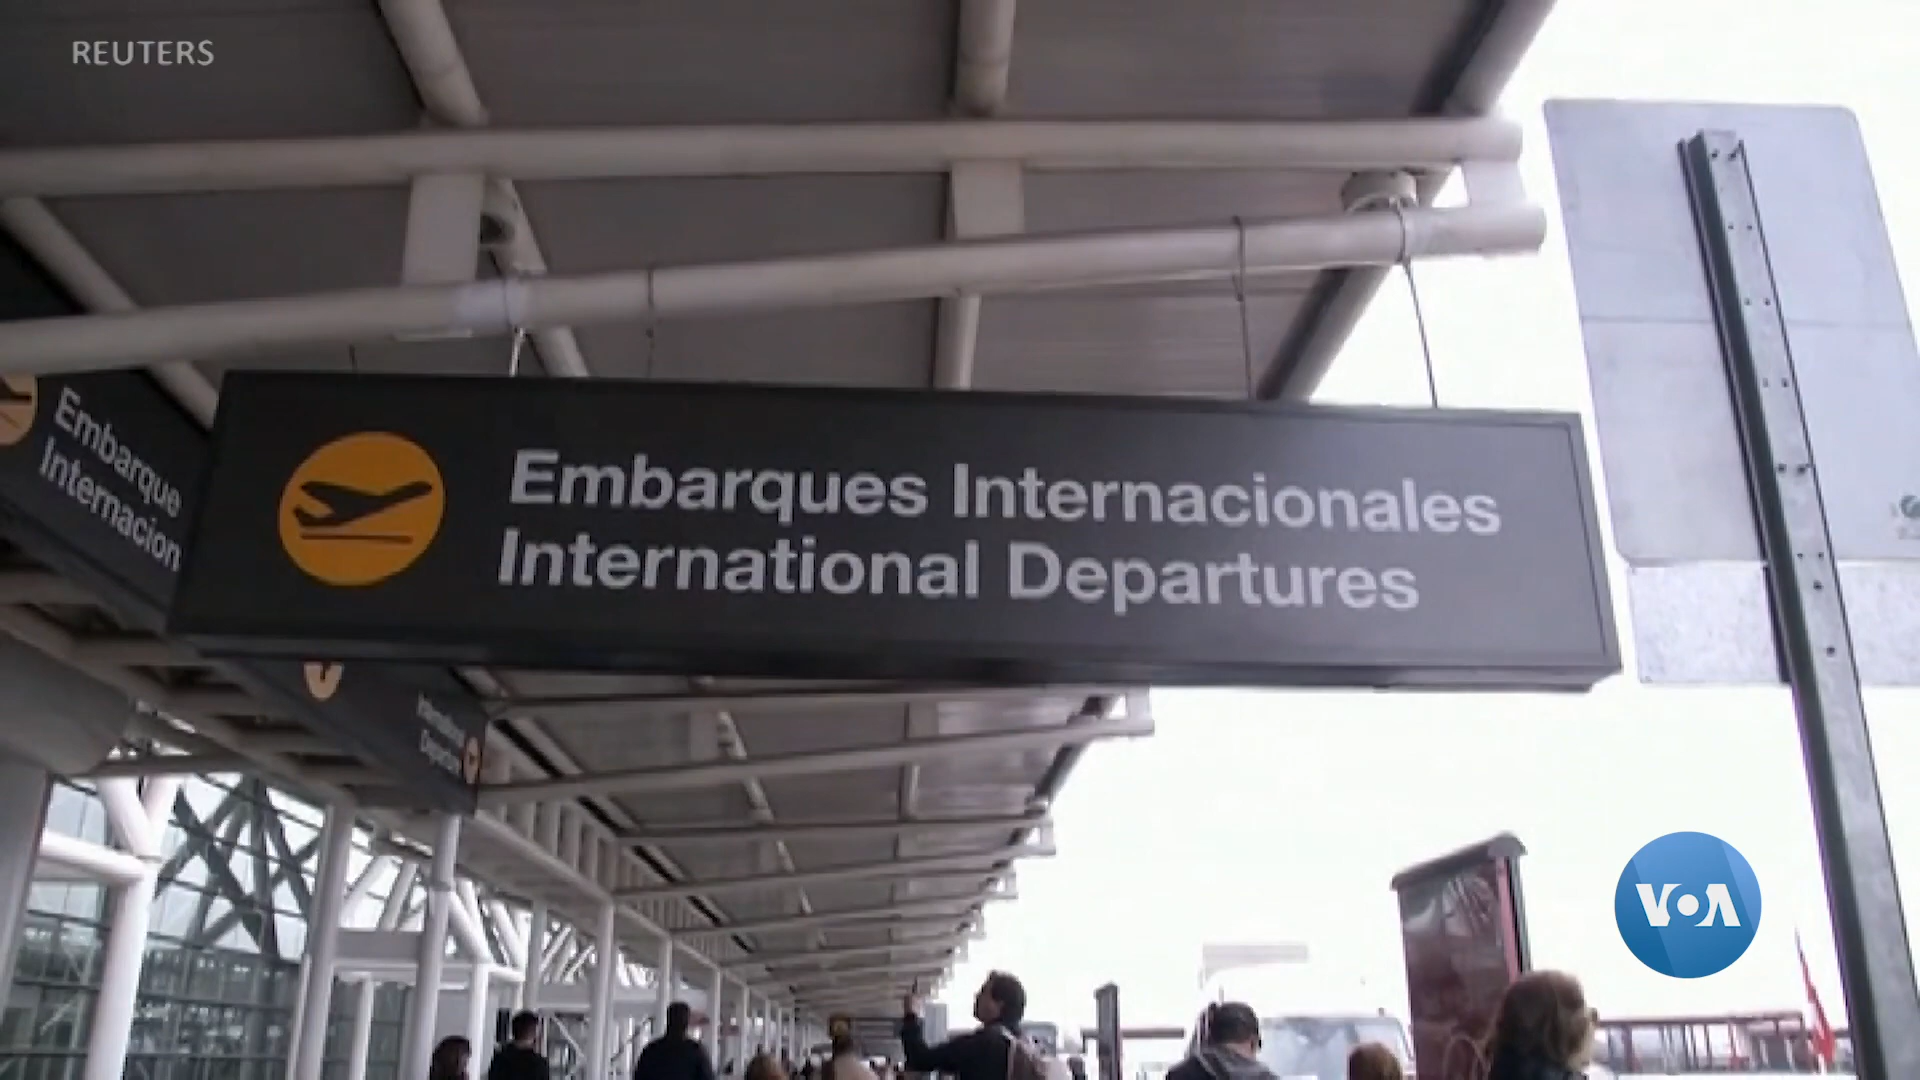 REUTERS
Embarque
Internacion
Embarques Internacionales
International Departures
VOA